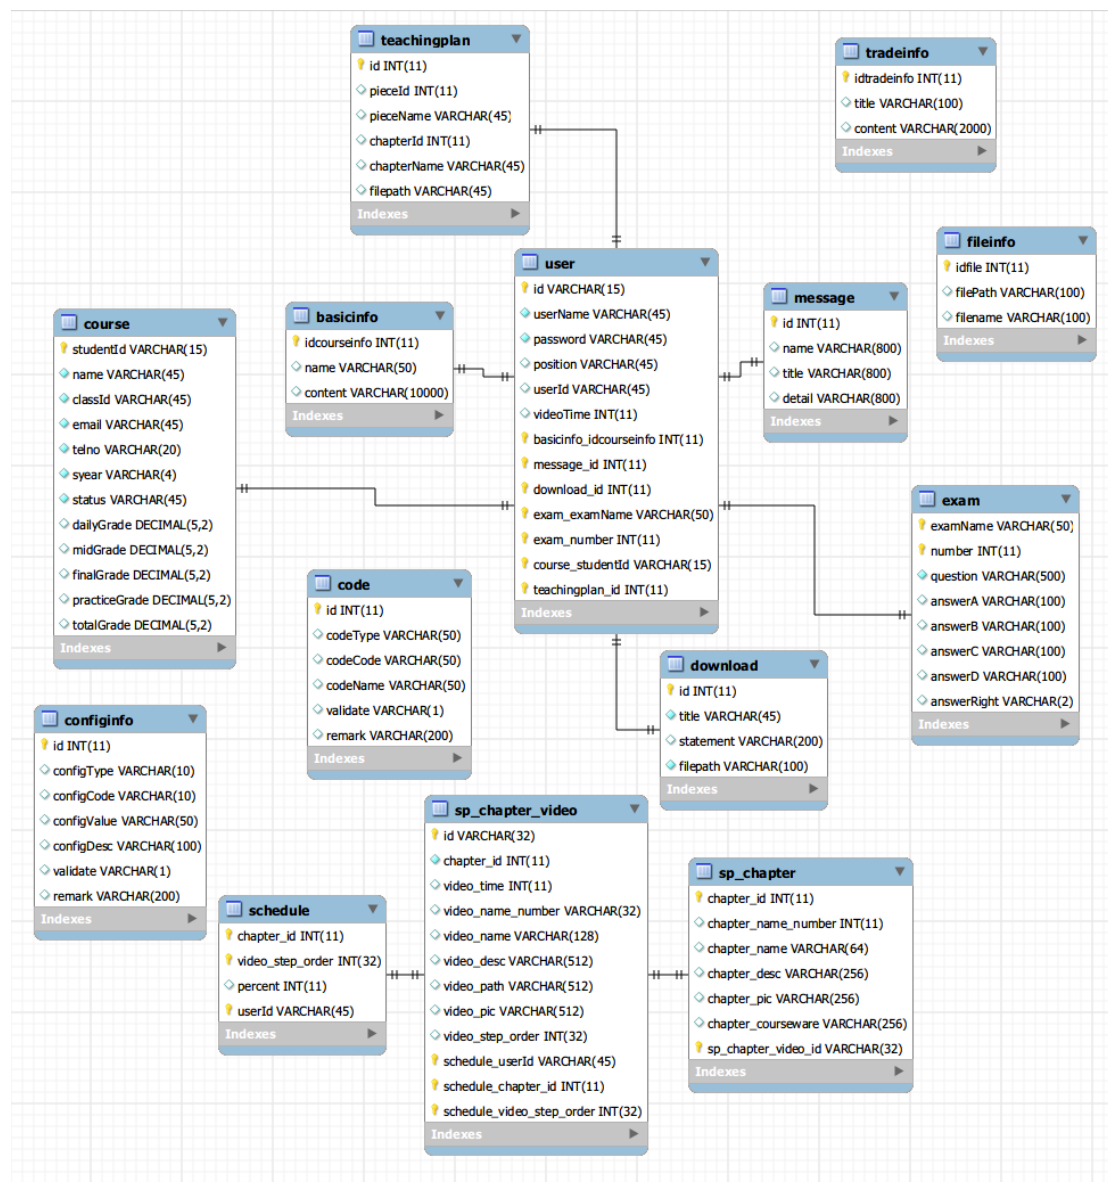 teachingplan
id INT(11)
pieceId INT(11)
pieceName VARCHAR(45)
chapterId INT(11)
chapterName VARCHAR(45)
filepath VARCHAR(45)
Indexes
tradeinfo
idtradeinfo INT(11)
title VARCHAR(100)
content VARCHAR(2000)
Indexes
fileinfo
idfile INT(11)
filePath VARCHAR(100)
filename VARCHAR(100)
Indexes
user
id VARCHAR(15)
userName VARCHAR(45)
password VARCHAR(45)
position VARCHAR(45)
userId VARCHAR(45)
videoTime INT(11)
basicinfo_idcourseinfo INT(11)
message_id INT(11)
download_id INT(11)
exam_examName VARCHAR(50)
exam_number INT(11)
course_studentId VARCHAR(15)
teachingplan_id INT(11)
Indexes
message
id INT(11)
name VARCHAR(800)
title VARCHAR(800)
detail VARCHAR(800)
Indexes
basicinfo
idcourseinfo INT(11)
name VARCHAR(50)
content VARCHAR(10000)
Indexes
course
studentId VARCHAR(15)
name VARCHAR(45)
classId VARCHAR(45)
email VARCHAR(45)
telno VARCHAR(20)
syear VARCHAR(4)
status VARCHAR(45)
dailyGrade DECIMAL(5,2)
midGrade DECIMAL(5,2)
finalGrade DECIMAL(5,2)
practiceGrade DECIMAL(5,2)
totalGrade DECIMAL(5,2)
Indexes
exam
examName VARCHAR(50)
number INT(11)
question VARCHAR(500)
answerA VARCHAR(100)
answerB VARCHAR(100)
answerC VARCHAR(100)
answerD VARCHAR(100)
answerRight VARCHAR(2)
Indexes
code
id INT(11)
codeType VARCHAR(50)
codeCode VARCHAR(50)
codeName VARCHAR(50)
validate VARCHAR(1)
remark VARCHAR(200)
Indexes
download
id INT(11)
title VARCHAR(45)
statement VARCHAR(200)
filepath VARCHAR(100)
Indexes
configinfo
id INT(11)
configType VARCHAR(10)
configCode VARCHAR(10)
configValue VARCHAR(50)
configDesc VARCHAR(100)
validate VARCHAR(1)
remark VARCHAR(200)
Indexes
sp_chapter_video
id VARCHAR(32)
chapter_id INT(11)
video_time INT(11)
video_name_number VARCHAR(32)
video_name VARCHAR(128)
video_desc VARCHAR(512)
video_path VARCHAR(512)
video_pic VARCHAR(512)
video_step_order INT(32)
schedule_userId VARCHAR(45)
schedule_chapter_id INT(11)
schedule_video_step_order INT(32)
Indexes
sp_chapter
chapter_id INT(11)
chapter_name_number INT(11)
chapter_name VARCHAR(64)
chapter_desc VARCHAR(256)
chapter_pic VARCHAR(256)
chapter_courseware VARCHAR(256)
sp_chapter_video_id VARCHAR(32)
Indexes
schedule
chapter_id INT(11)
video_step_order INT(32)
percent INT(11)
userId VARCHAR(45)
Indexes